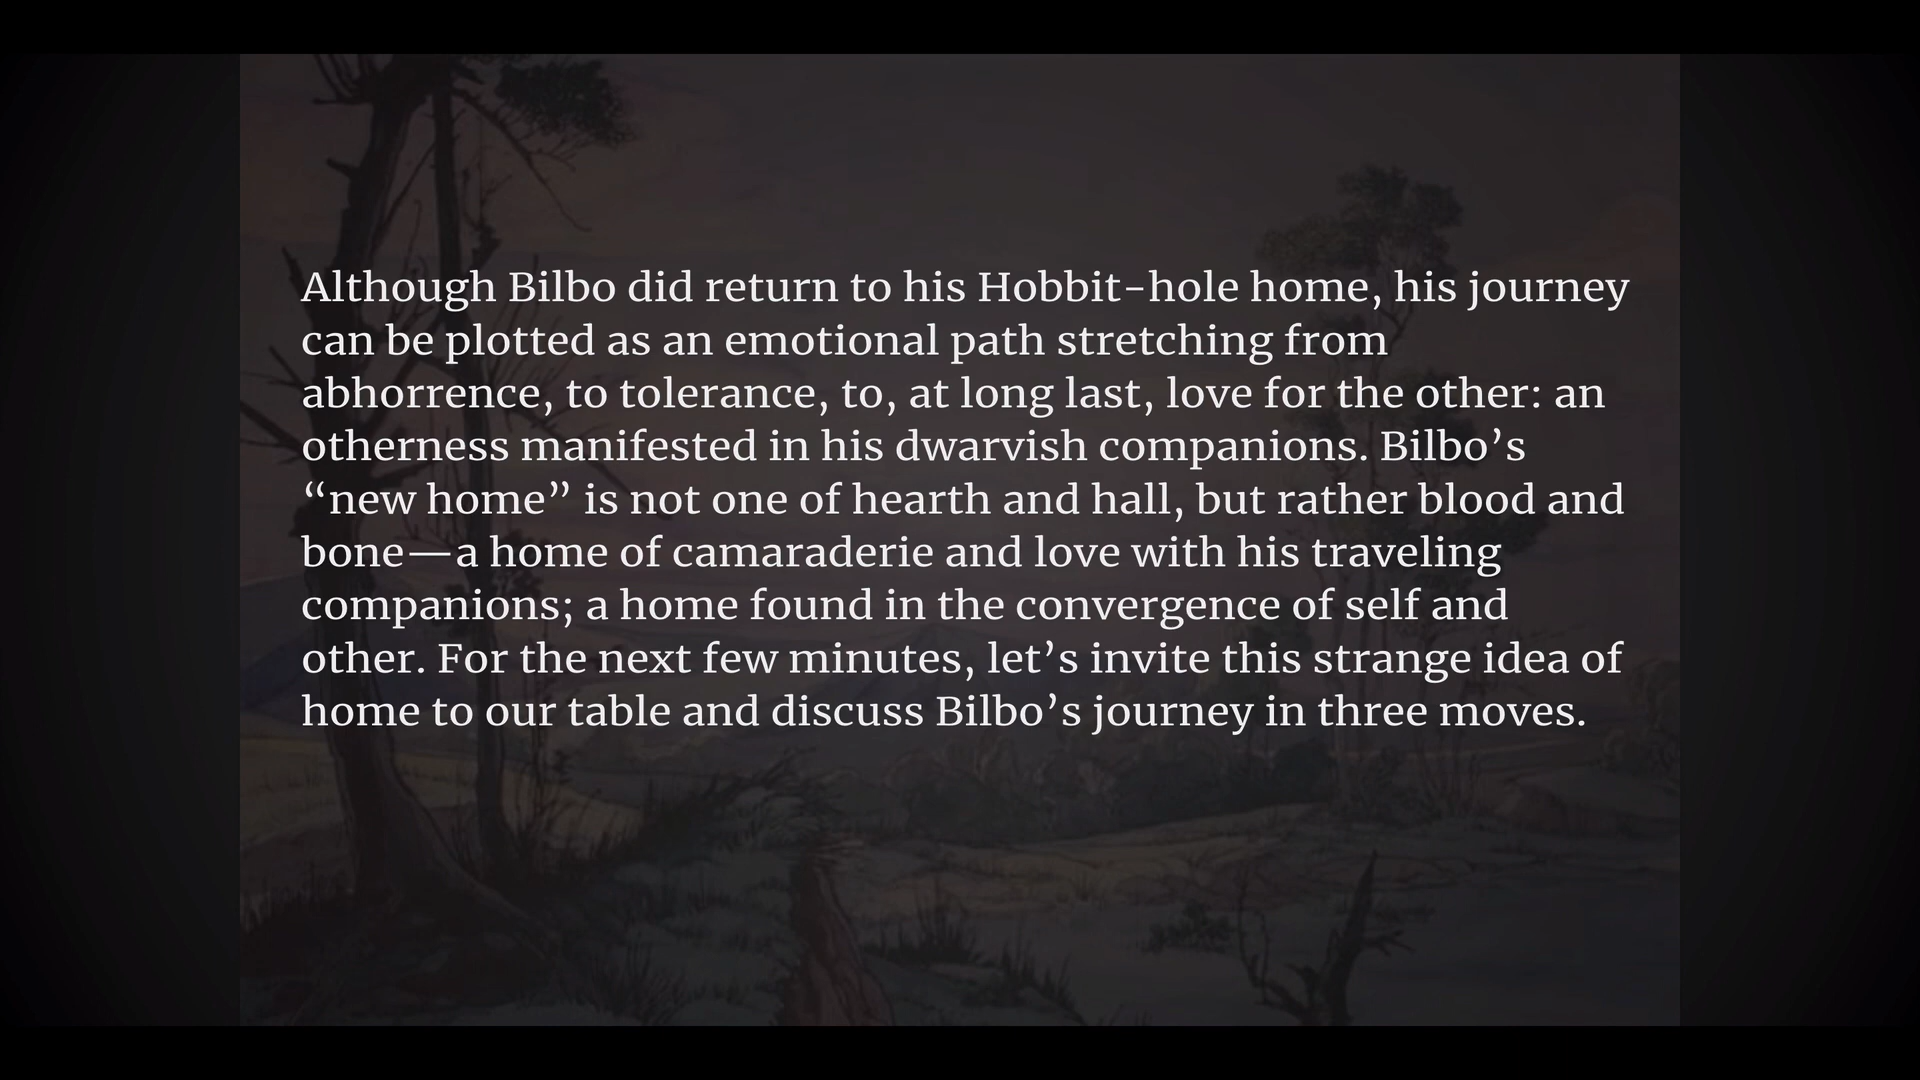 Although Bilbo did return to his Hobbit-hole home, his journey
can be plotted as an emotional path stretching from
abhorrence, to tolerance, to, at long last, love for the other: an
otherness manifested in his dwarvish companions. Bilbo’s
“new home” is not one of hearth and hall, but rather blood and
bone—a home of camaraderie and love with his traveling
companions; a home found in the convergence of self and
other. For the next few minutes, let’s invite this strange idea of
home to our table and discuss Bilbo’s journey in three moves.